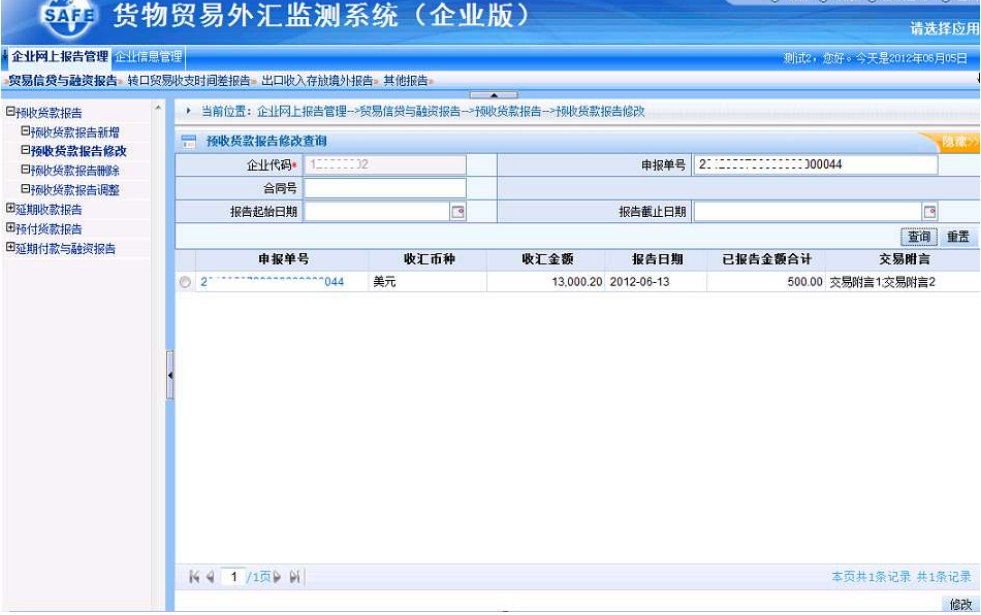 SAFE 货物贸易外汇监测系统（企业版）
请选择应用
企业网上报告管理 企业信息管理
测试2，您好。今天是2012年06月05日
贸易信贷与融资报告» 转口贸易收支时间差报告» 出口收入存放境外报告» 其他报告»
预收货款报告
预收货款报告新增
预收货款报告修改
预收货款报告删除
预收货款报告调整
延期收款报告
预付货款报告
延期付款与融资报告
当前位置：企业网上报告管理-->贸易信贷与融资报告-->预收货款报告-->预收货款报告修改
预收货款报告修改查询
隐藏>>
企业代码*
申报单号 000044
合同号
报告起始日期 报告截止日期
查询 重置
申报单号 收汇币种 收汇金额 报告日期 已报告金额合计 交易附言
044 美元 13,000.20 2012-06-13 500.00 交易附言1;交易附言2
1 /1页
本页共1条记录 共1条记录
修改